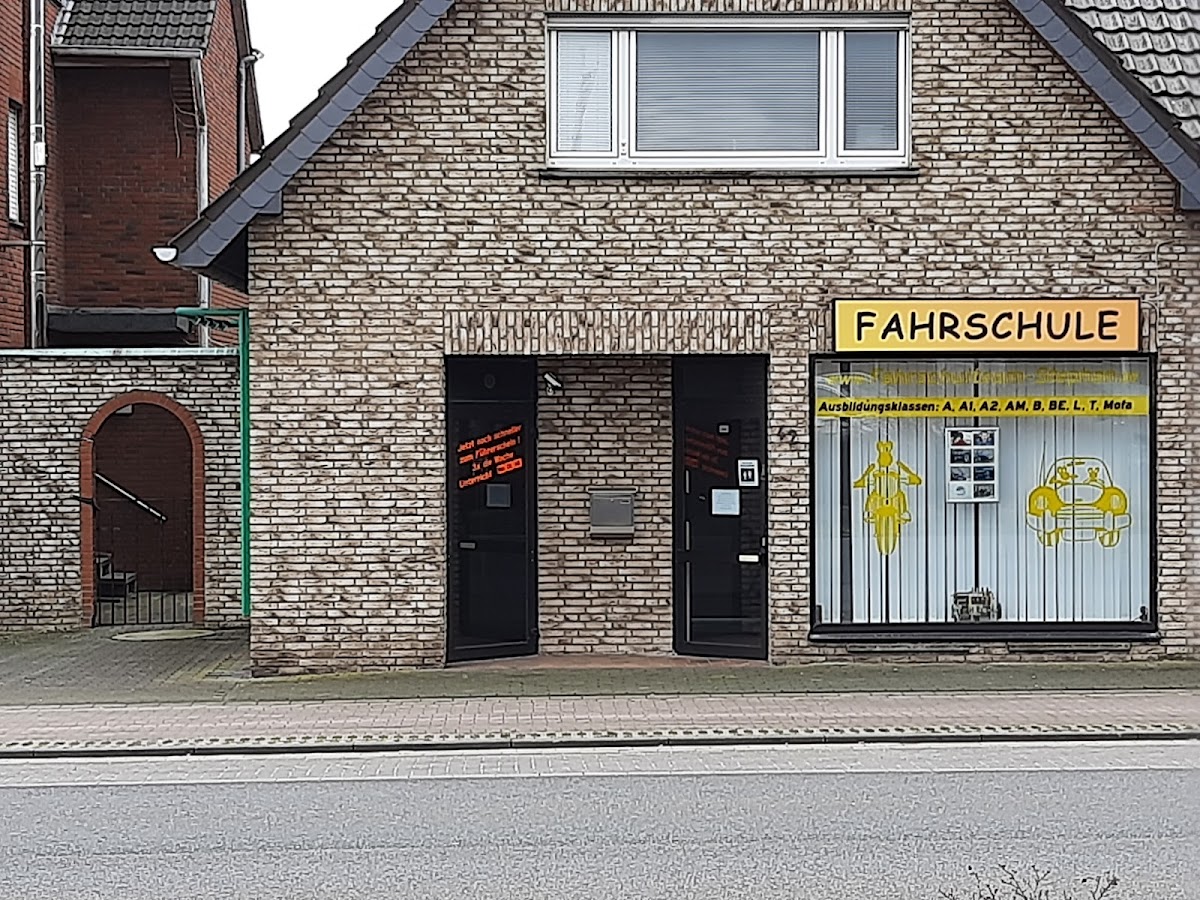 FAHRSCHULE
Ausbildungsklassen: A, A1, A2, AM, B, BE, L, T, Mofa
Jetzt noch schneller
zum Führerschein!
3x die Woche
Unterricht